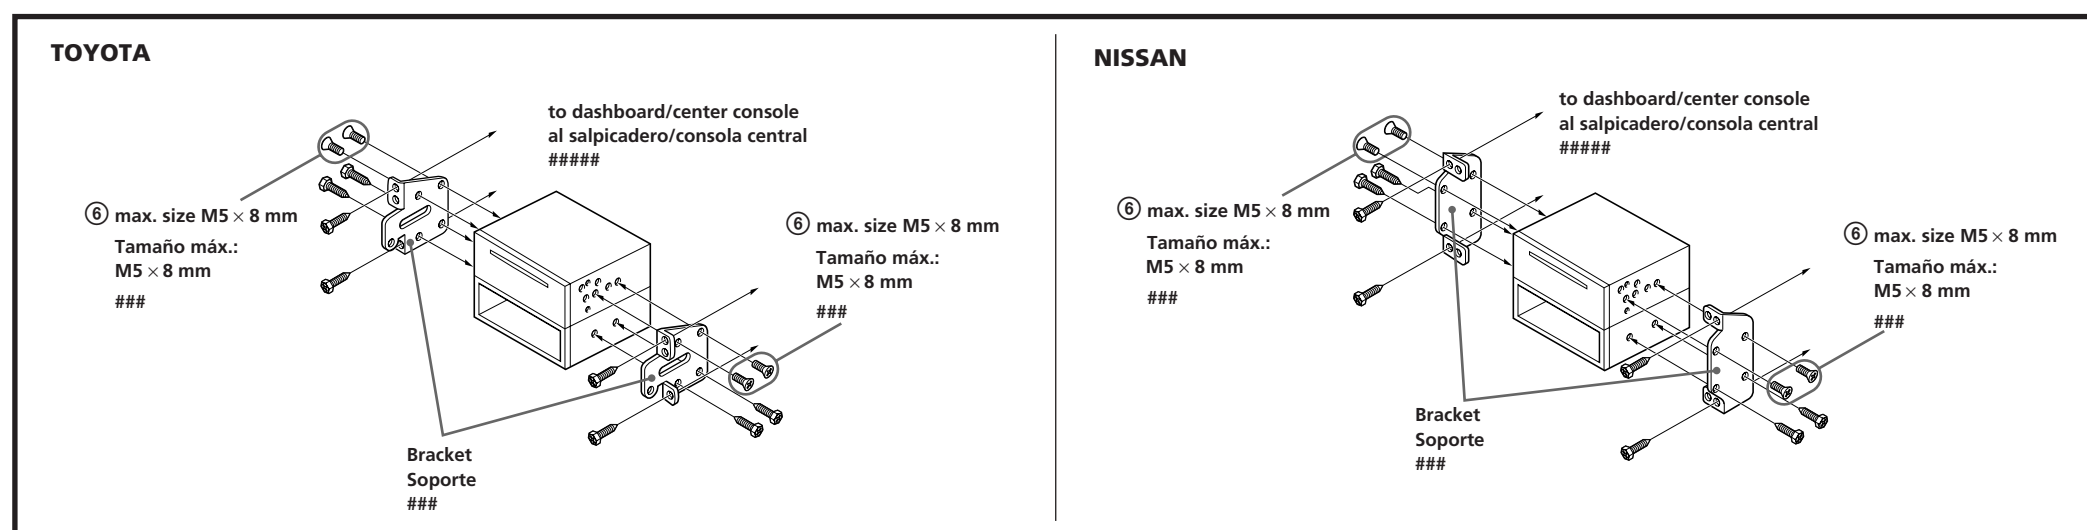 TOYOTA
to dashboard/center console
al salpicadero/consola central
#####
⑥ max. size M5 × 8 mm
Tamaño máx.:
M5 × 8 mm
###
⑥ max. size M5 × 8 mm
Tamaño máx.:
M5 × 8 mm
###
Bracket
Soporte
###
NISSAN
to dashboard/center console
al salpicadero/consola central
#####
⑥ max. size M5 × 8 mm
Tamaño máx.:
M5 × 8 mm
###
⑥ max. size M5 × 8 mm
Tamaño máx.:
M5 × 8 mm
###
Bracket
Soporte
###